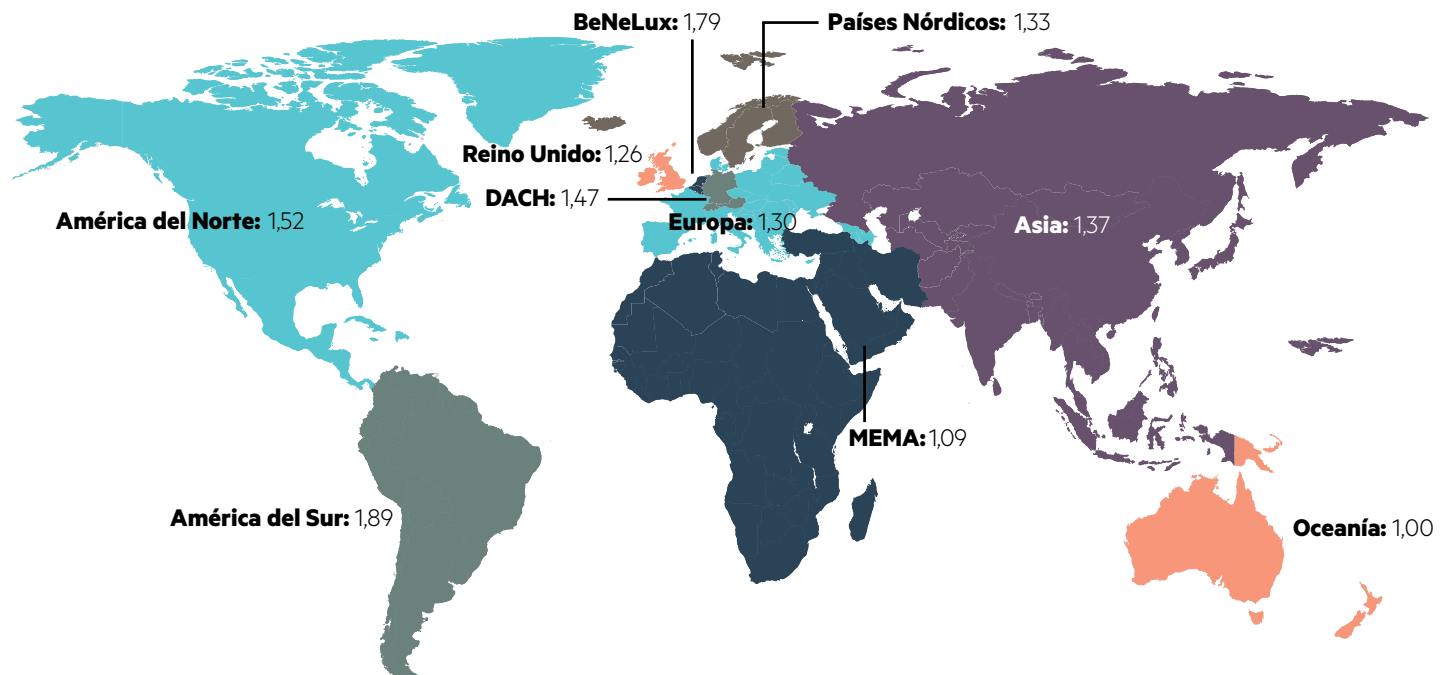 BeNeLux: 1,79
Países Nórdicos: 1,33
Reino Unido: 1,26
DACH: 1,47
América del Norte: 1,52
Europa: 1,30
Asia: 1,37
MEMA: 1,09
América del Sur: 1,89
Oceanía: 1,00